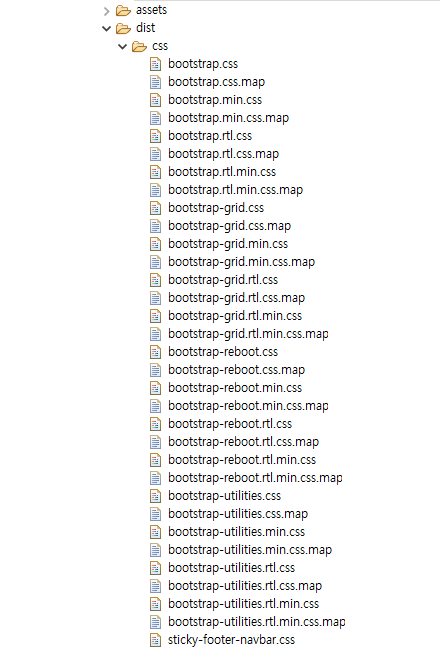 assets
dist
css
bootstrap.css
bootstrap.css.map
bootstrap.min.css
bootstrap.min.css.map
bootstrap.rtl.css
bootstrap.rtl.css.map
bootstrap.rtl.min.css
bootstrap.rtl.min.css.map
bootstrap-grid.css
bootstrap-grid.css.map
bootstrap-grid.min.css
bootstrap-grid.min.css.map
bootstrap-grid.rtl.css
bootstrap-grid.rtl.css.map
bootstrap-grid.rtl.min.css
bootstrap-grid.rtl.min.css.map
bootstrap-reboot.css
bootstrap-reboot.css.map
bootstrap-reboot.min.css
bootstrap-reboot.min.css.map
bootstrap-reboot.rtl.css
bootstrap-reboot.rtl.css.map
bootstrap-reboot.rtl.min.css
bootstrap-reboot.rtl.min.css.map
bootstrap-utilities.css
bootstrap-utilities.css.map
bootstrap-utilities.min.css
bootstrap-utilities.min.css.map
bootstrap-utilities.rtl.css
bootstrap-utilities.rtl.css.map
bootstrap-utilities.rtl.min.css
bootstrap-utilities.rtl.min.css.map
sticky-footer-navbar.css